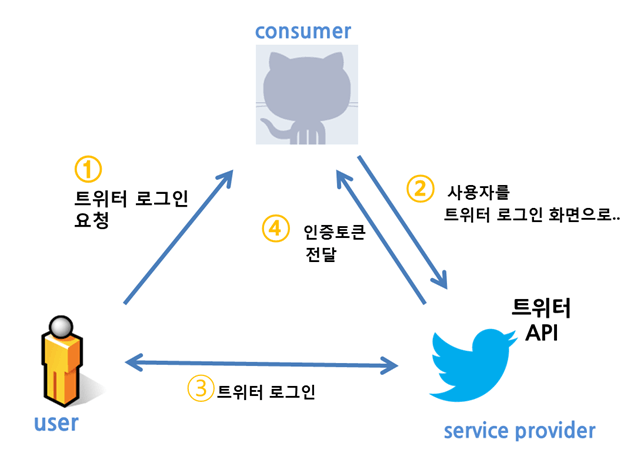 consumer
①
트위터 로그인
요청
② 사용자를
트위터 로그인 화면으로..
④ 인증토큰
전달
트위터
API
③ 트위터 로그인
user
service provider